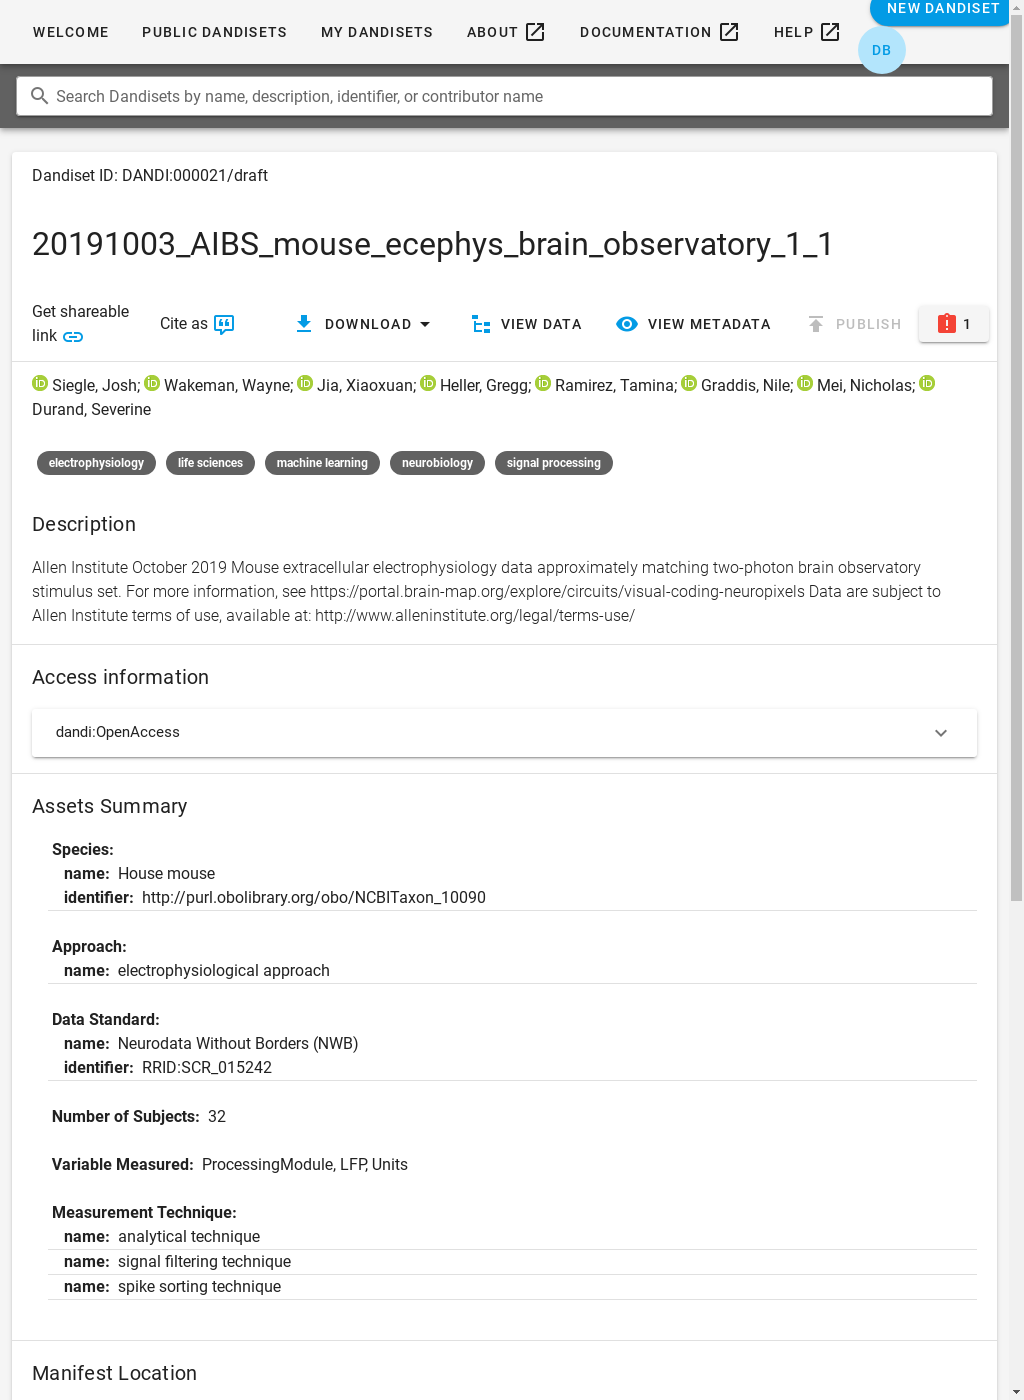 WELCOME PUBLIC DANDISETS MY DANDISETS ABOUT DOCUMENTATION HELP NEW DANDISET
DB
Search Dandisets by name, description, identifier, or contributor name
Dandiset ID: DANDI:000021/draft
20191003_AIBS_mouse_ecephys_brain_observatory_1_1
Get shareable
link
Cite as
DOWNLOAD VIEW DATA VIEW METADATA PUBLISH 1
iD Siegle, Josh; iD Wakeman, Wayne; iD Jia, Xiaoxuan; iD Heller, Gregg; iD Ramirez, Tamina; iD Graddis, Nile; iD Mei, Nicholas; iD
Durand, Severine
electrophysiology life sciences machine learning neurobiology signal processing
Description
Allen Institute October 2019 Mouse extracellular electrophysiology data approximately matching two-photon brain observatory
stimulus set. For more information, see https://portal.brain-map.org/explore/circuits/visual-coding-neuropixels Data are subject to
Allen Institute terms of use, available at: http://www.alleninstitute.org/legal/terms-use/
Access information
dandi:OpenAccess
Assets Summary
Species:
name: House mouse
identifier: http://purl.obolibrary.org/obo/NCBITaxon_10090
Approach:
name: electrophysiological approach
Data Standard:
name: Neurodata Without Borders (NWB)
identifier: RRID:SCR_015242
Number of Subjects: 32
Variable Measured: ProcessingModule, LFP, Units
Measurement Technique:
name: analytical technique
name: signal filtering technique
name: spike sorting technique
Manifest Location